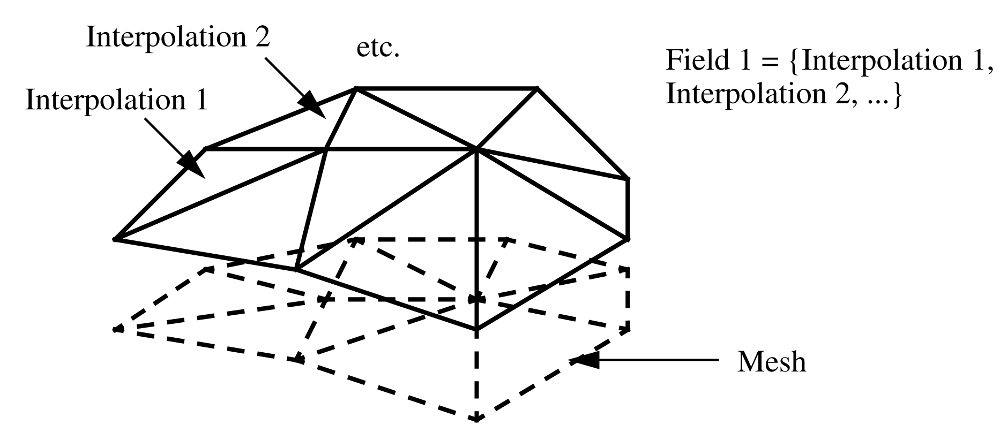 Interpolation 2
etc.
Field 1 = {Interpolation 1,
Interpolation 2, ...}
Interpolation 1
Mesh